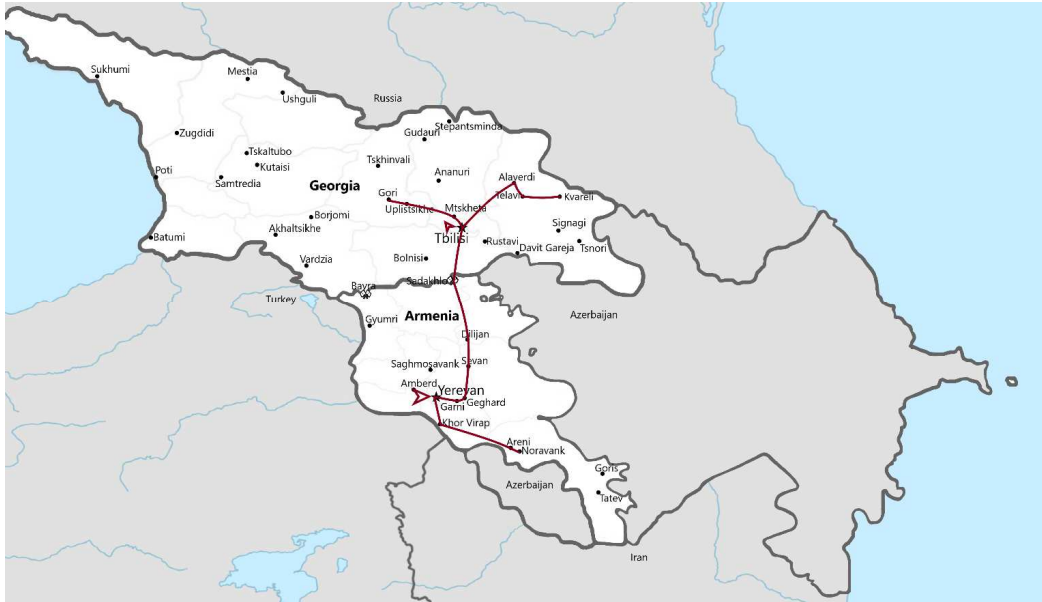 Sukhumi
Mestia
Ushguli
Russia
Stepantsminda
Gudauri
Zugdidi
Tskaltubo
Kutaisi
Tskhinvali
Poti
Samtredia
Georgia
Ananuri
Alaverdi
Gori
Telavi
Kvareli
Uplistsikhe
Mtskheta
Borjomi
Akhaltsikhe
Signagi
Batumi
Tbilisi
Rustavi
Davit Gareja
Tsnori
Vardzia
Bolnisi
Sadakhlo
Bavra
Turkey
Armenia
Azerbaijan
Gyumri
Dilijan
Saghmosavank
Sevan
Amberd
Yerevan
Garni
Geghard
Khor Virap
Areni
Noravank
Goris
Azerbaijan
Tatev
Iran